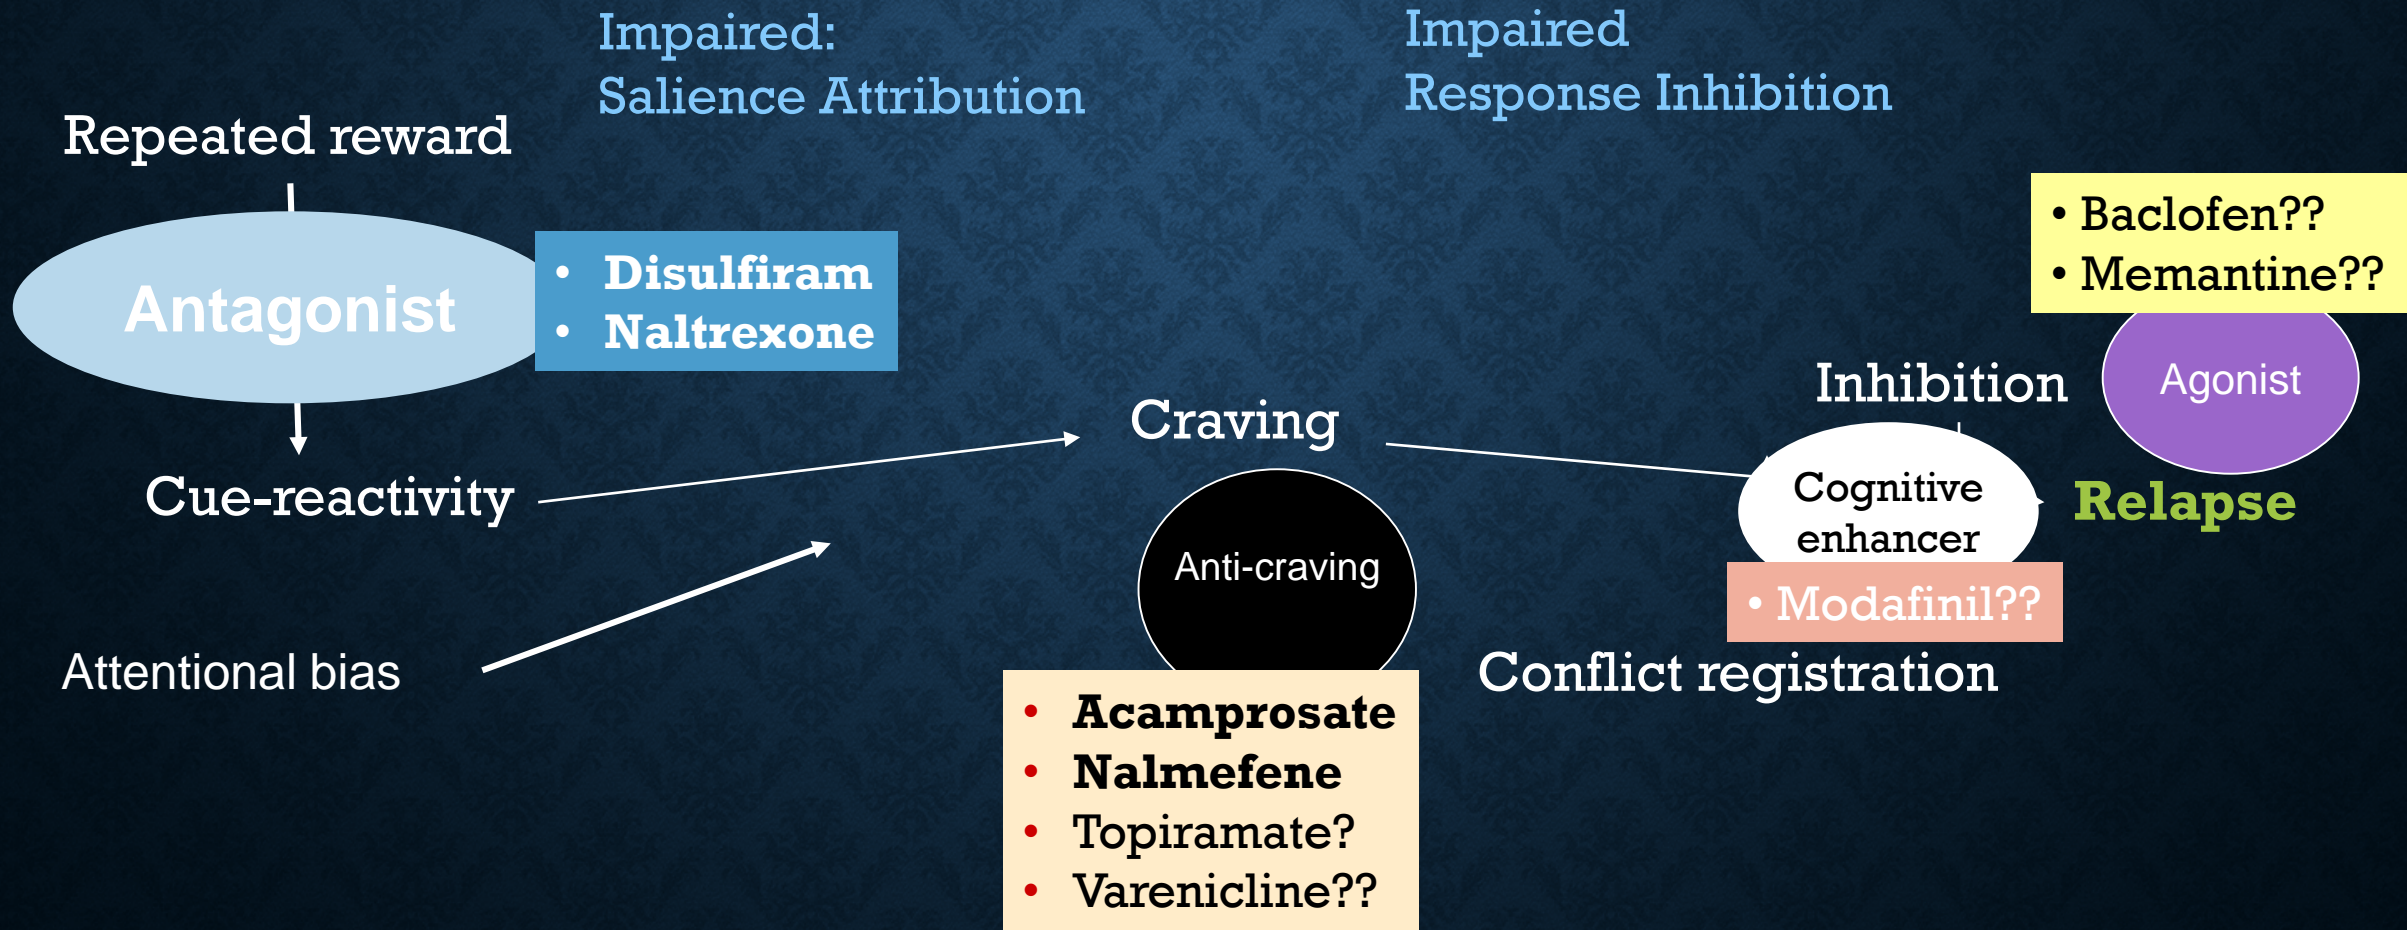 Impaired:
Salience Attribution
Impaired
Response Inhibition
Repeated reward
Antagonist
• Disulfiram
• Naltrexone
Cue-reactivity
Attentional bias
Craving
Anti-craving
• Acamprosate
• Nalmefene
• Topiramate?
• Varenicline??
• Baclofen??
• Memantine??
Agonist
Inhibition
Cognitive
enhancer
• Modafinil??
Relapse
Conflict registration